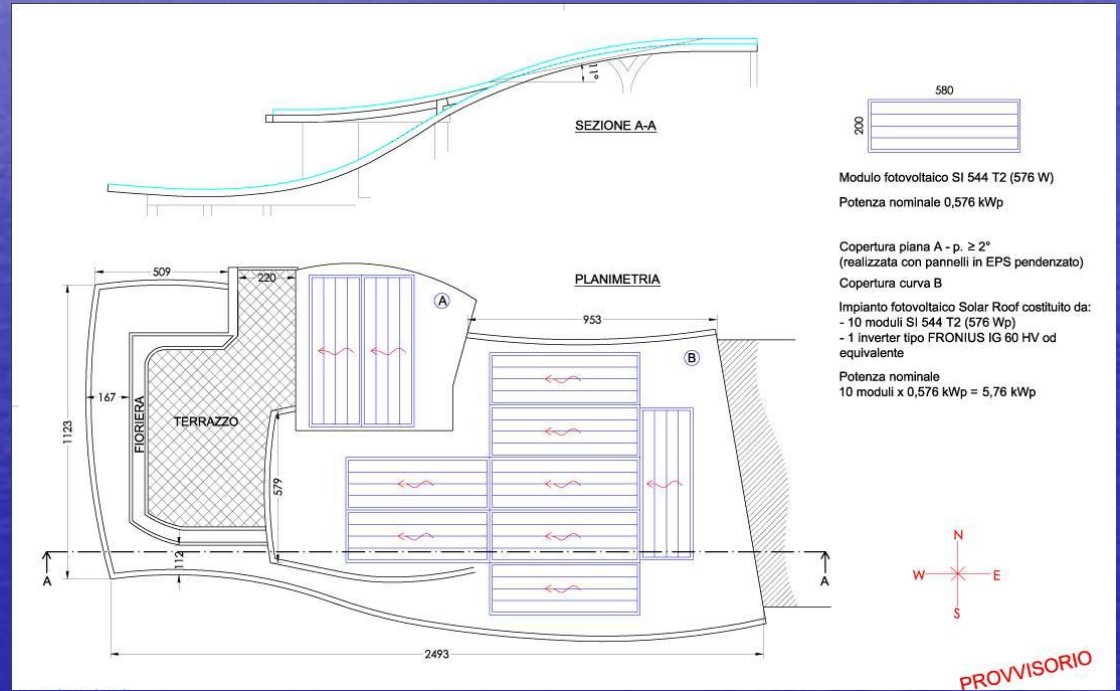 11°
SEZIONE A-A
580
200
Modulo fotovoltaico SI 544 T2 (576 W)
Potenza nominale 0,576 kWp
Copertura piana A - p. ≥ 2°
(realizzata con pannelli in EPS pendenzato)
Copertura curva B
Impianto fotovoltaico Solar Roof costituito da:
- 10 moduli SI 544 T2 (576 Wp)
- 1 inverter tipo FRONIUS IG 60 HV od
equivalente
Potenza nominale
10 moduli x 0,576 kWp = 5,76 kWp
PLANIMETRIA
509
220
A
953
B
167
1123
FIORIERA
TERRAZZO
579
112
A
A
2493
N
W
E
S
PROVVISORIO